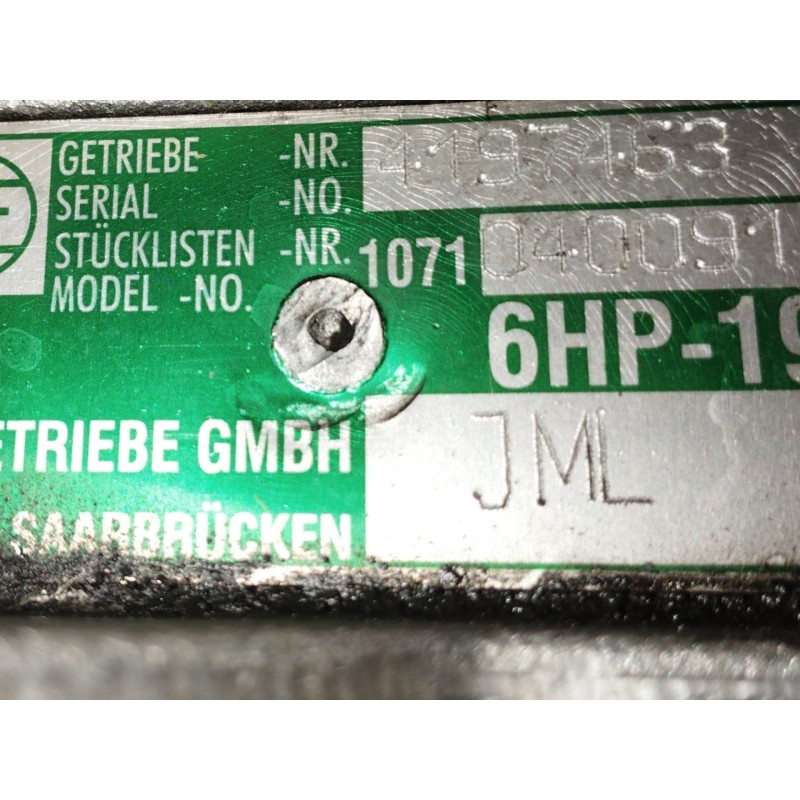 GETRIEBE -NR. 4197463
SERIAL -NO.
STÜCKLISTEN -NR. 1071 040091
MODEL -NO.
6HP-19
ETRIEBE GMBH JML
SAARBRÜCKEN